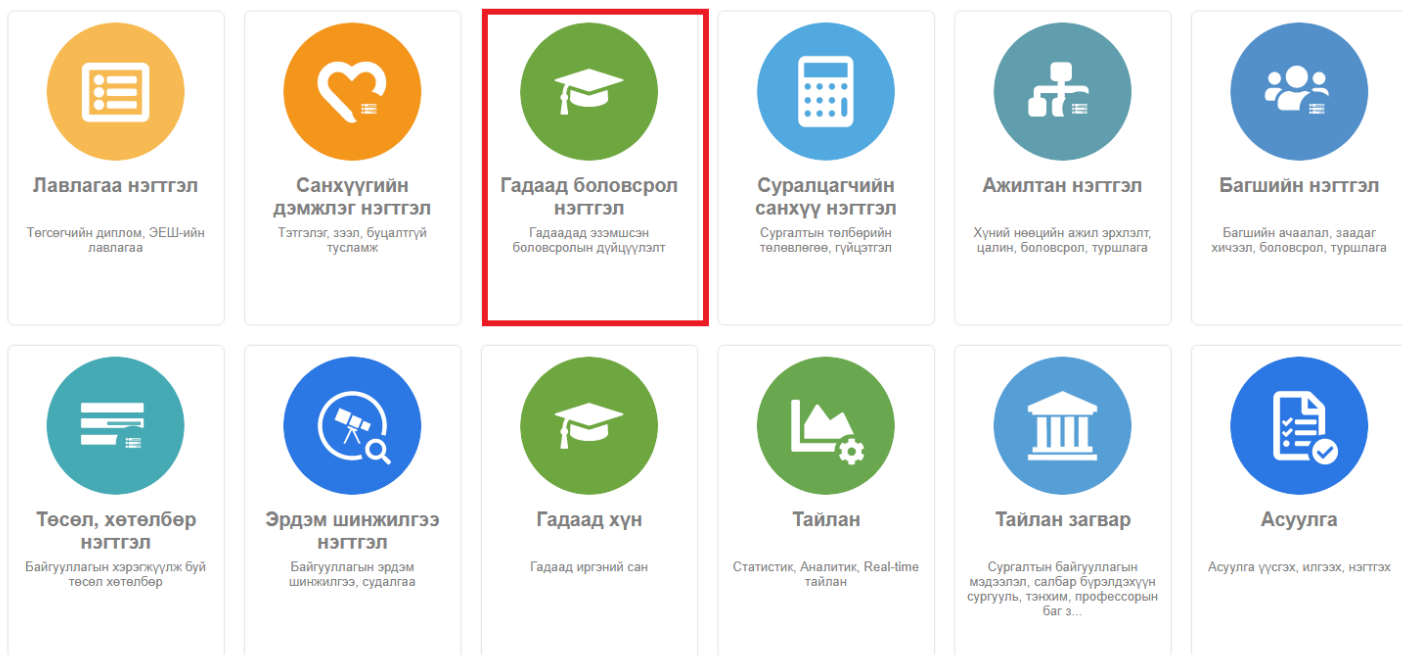 Лавлагаа нэгтгэл
Төгсөгчийн диплом, ЭЕШ-ийн
лавлагаа
Санхүүгийн
дэмжлэг нэгтгэл
Тэтгэлэг, зээл, буцалтгүй
тусламж
Гадаад боловсрол
нэгтгэл
Гадаадад эзэмшсэн
боловсролын дүйцүүлэлт
Суралцагчийн
санхүү нэгтгэл
Сургалтын төлбөрийн
төлөвлөгөө, гүйцэтгэл
Ажилтан нэгтгэл
Хүний нөөцийн ажил эрхлэлт,
цалин, боловсрол, туршлага
Багшийн нэгтгэл
Багшийн ачаалал, заадаг
хичээл, боловсрол, туршлага
Төсөл, хөтөлбөр
нэгтгэл
Байгууллагын хэрэгжүүлж буй
төсөл хөтөлбөр
Эрдэм шинжилгээ
нэгтгэл
Байгууллагын эрдэм
шинжилгээ, судалгаа
Гадаад хүн
Гадаад иргэний сан
Тайлан
Статистик, Аналитик, Real-time
тайлан
Тайлан загвар
Сургалтын байгууллагын
мэдээлэл, салбар бүрэлдэхүүн
сургууль, тэнхим, профессорын
баг з...
Асуулга
Асуулга үүсгэх, илгээх, нэгтгэх